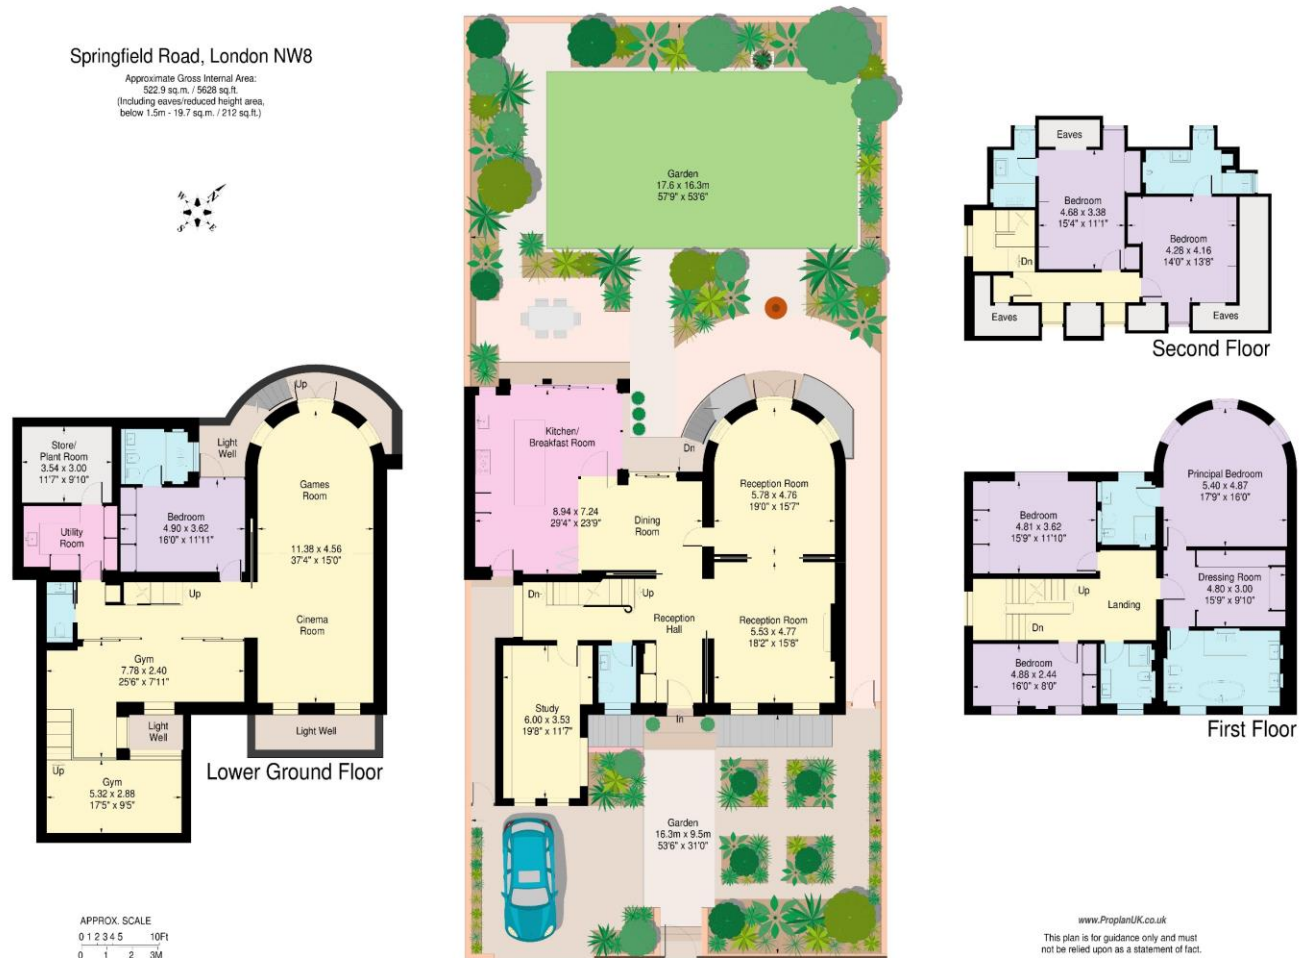 Springfield Road, London NW8
Approximate Gross Internal Area:
522.9 sq.m. / 5628 sq.ft.
(Including eaves/reduced height area,
below 1.5m - 19.7 sq.m. / 212 sq.ft.)
N
W
E
S
Up
Store/
Plant Room
3.54 x 3.00
11'7" x 9'10"
Light
Well
Games
Room
Bedroom
4.90 x 3.62
16'0" x 11'11"
Utility
Room
11.38 x 4.56
37'4" x 15'0"
Up
Cinema
Room
Gym
7.78 x 2.40
25'6" x 7'11"
Light
Well
Light Well
Up
Gym
5.32 x 2.88
17'5" x 9'5"
Lower Ground Floor
APPROX. SCALE
0 1 2 3 4 5 10Ft
0 1 2 3M
Garden
17.6 x 16.3m
57'9" x 53'6"
Kitchen/
Breakfast Room
Dn
Reception Room
5.78 x 4.76
19'0" x 15'7"
8.94 x 7.24
29'4" x 23'9"
Dining
Room
Dn
Up
Reception
Hall
Reception Room
5.53 x 4.77
18'2" x 15'8"
Study
6.00 x 3.53
19'8" x 11'7"
In
Garden
16.3m x 9.5m
53'6" x 31'0"
Eaves
Bedroom
4.68 x 3.38
15'4" x 11'1"
Bedroom
4.28 x 4.16
14'0" x 13'8"
Dn
Eaves
Eaves
Second Floor
Principal Bedroom
5.40 x 4.87
17'9" x 16'0"
Bedroom
4.81 x 3.62
15'9" x 11'10"
Dressing Room
4.80 x 3.00
15'9" x 9'10"
Up
Landing
Dn
Bedroom
4.88 x 2.44
16'0" x 8'0"
First Floor
www.ProplanUK.co.uk
This plan is for guidance only and must
not be relied upon as a statement of fact.